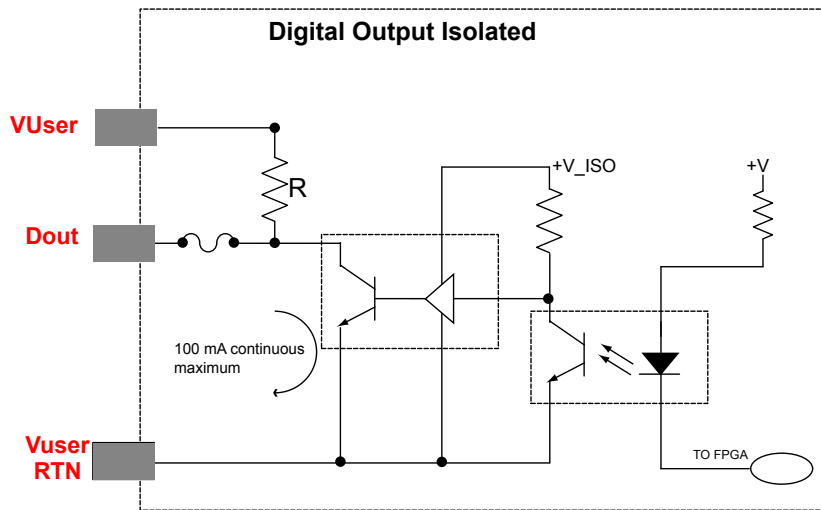 Digital Output Isolated
VUser
+V_ISO
+V
R
Dout
100 mA continuous
maximum
Vuser
RTN
TO FPGA